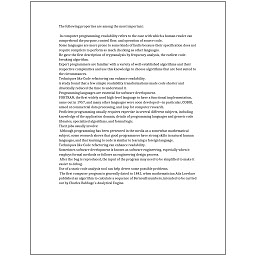 The following properties are among the most important:
In computer programming, readability refers to the ease with which a human reader can
comprehend the purpose, control flow, and operation of source code.
Some languages are more prone to some kinds of faults because their specification does not
require compilers to perform as much checking as other languages.
He gave the first description of cryptanalysis by frequency analysis, the earliest code-
breaking algorithm.
Expert programmers are familiar with a variety of well-established algorithms and their
respective complexities and use this knowledge to choose algorithms that are best suited to
the circumstances.
Techniques like Code refactoring can enhance readability.
A study found that a few simple readability transformations made code shorter and
drastically reduced the time to understand it.
Programming languages are essential for software development.
FORTRAN, the first widely used high-level language to have a functional implementation,
came out in 1957, and many other languages were soon developed—in particular, COBOL
aimed at commercial data processing, and Lisp for computer research.
Proficient programming usually requires expertise in several different subjects, including
knowledge of the application domain, details of programming languages and generic code
libraries, specialized algorithms, and formal logic.
Their jobs usually involve:
Although programming has been presented in the media as a somewhat mathematical
subject, some research shows that good programmers have strong skills in natural human
languages, and that learning to code is similar to learning a foreign language.
Techniques like Code refactoring can enhance readability.
Sometimes software development is known as software engineering, especially when it
employs formal methods or follows an engineering design process.
After the bug is reproduced, the input of the program may need to be simplified to make it
easier to debug.
Use of a static code analysis tool can help detect some possible problems.
The first computer program is generally dated to 1843, when mathematician Ada Lovelace
published an algorithm to calculate a sequence of Bernoulli numbers, intended to be carried
out by Charles Babbage's Analytical Engine.